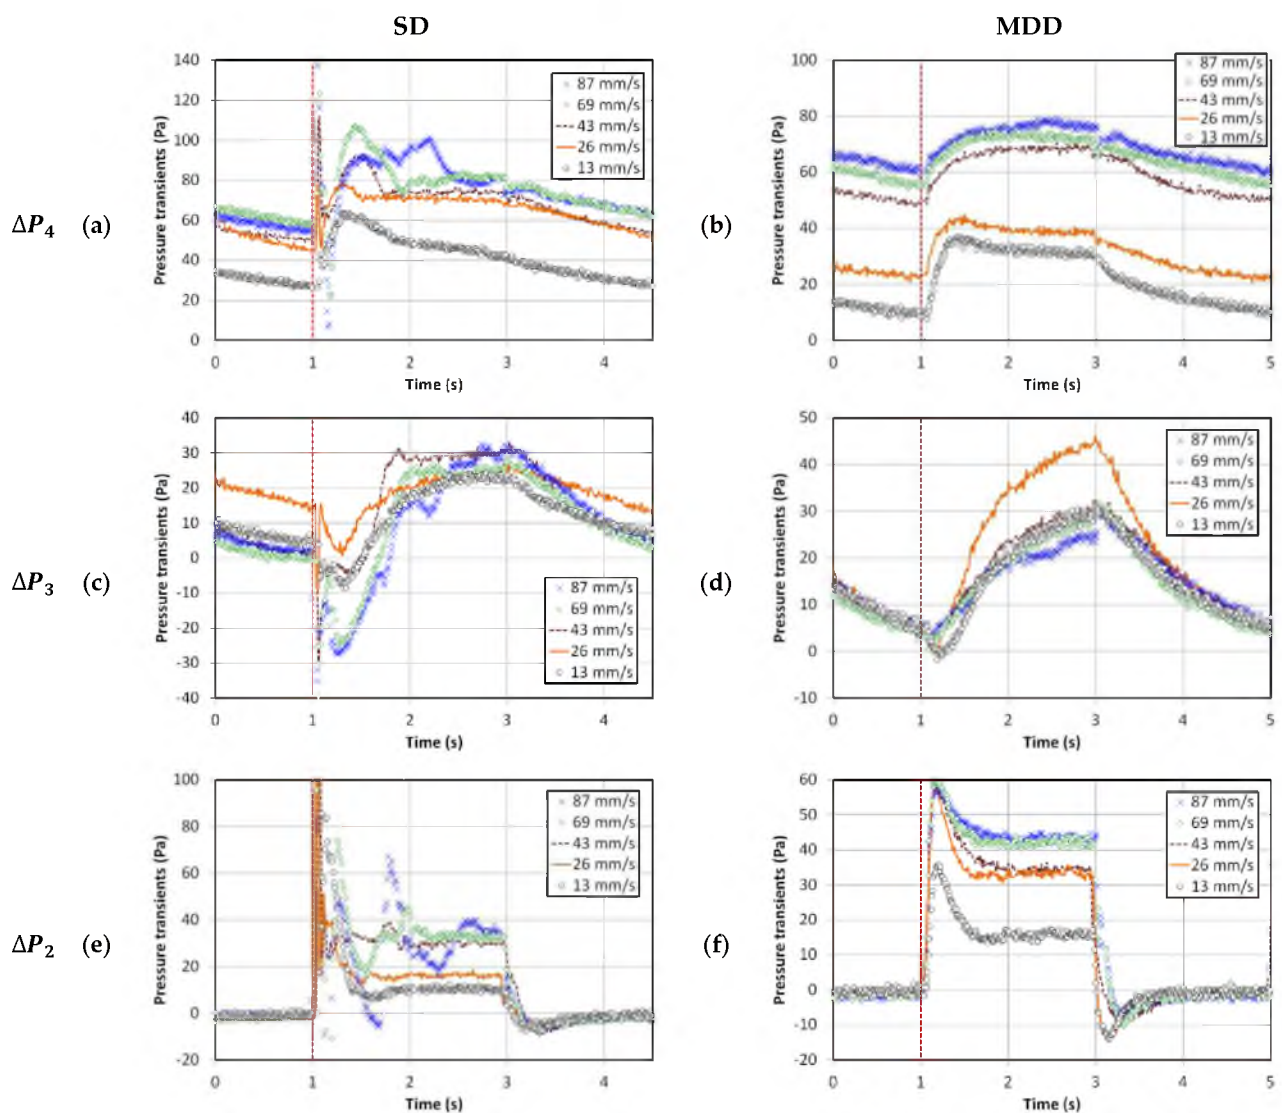 SD
MDD
ΔP4 (a)
Pressure transients (Pa)
140
120
100
80
60
40
20
0
87 mm/s
69 mm/s
43 mm/s
26 mm/s
13 mm/s
0 1 2 3 4
Time (s)
(b)
Pressure transients (Pa)
100
80
60
40
20
0
87 mm/s
69 mm/s
43 mm/s
26 mm/s
13 mm/s
0 1 2 3 4 5
Time (s)
ΔP3 (c)
Pressure transients (Pa)
40
30
20
10
0
-10
-20
-30
-40
87 mm/s
69 mm/s
43 mm/s
26 mm/s
13 mm/s
0 1 2 3 4
Time (s)
(d)
Pressure transients (Pa)
50
40
30
20
10
0
-10
87 mm/s
69 mm/s
43 mm/s
26 mm/s
13 mm/s
0 1 2 3 4 5
Time (s)
ΔP2 (e)
Pressure transients (Pa)
100
80
60
40
20
0
-20
87 mm/s
69 mm/s
43 mm/s
26 mm/s
13 mm/s
0 1 2 3 4
Time (s)
(f)
Pressure transients (Pa)
60
50
40
30
20
10
0
-10
-20
87 mm/s
69 mm/s
43 mm/s
26 mm/s
13 mm/s
0 1 2 3 4 5
Time (s)